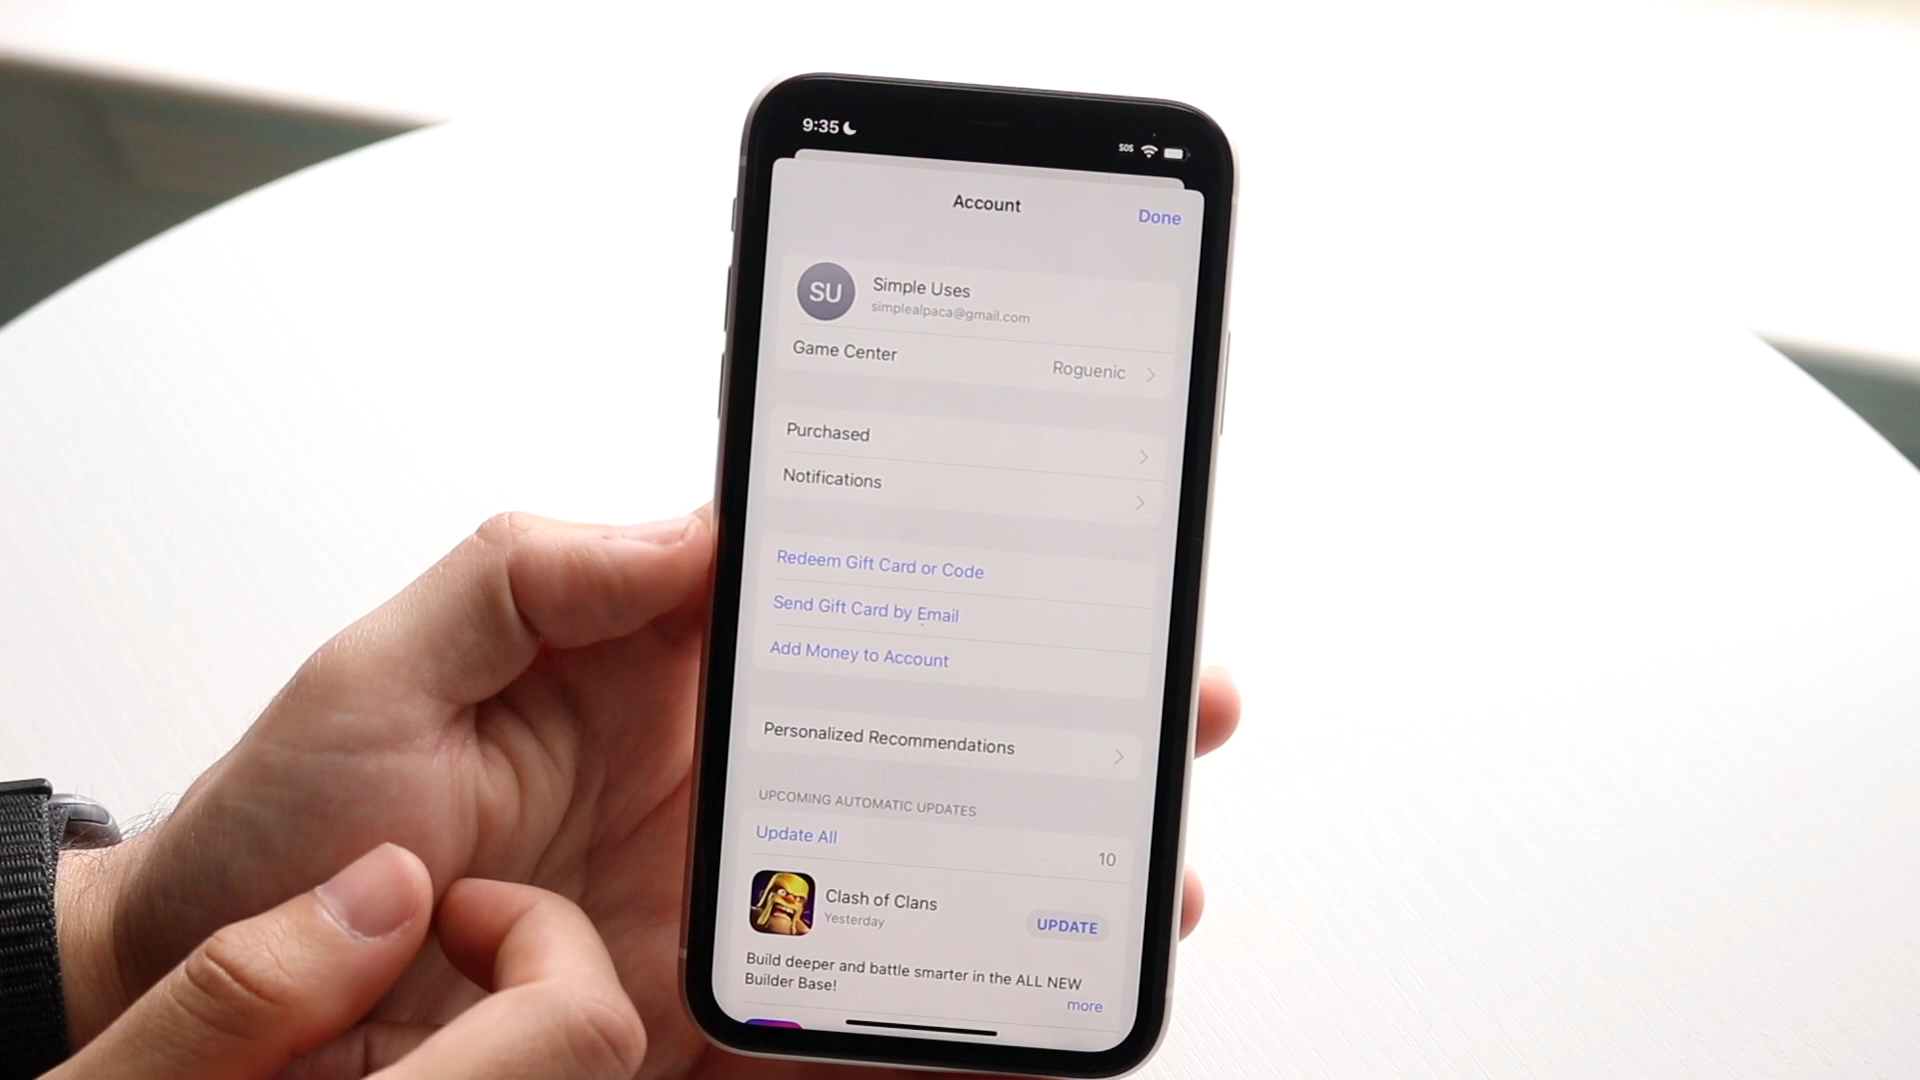 9:35
SOS
Account
Done
SU
Simple Uses
simplealpaca@gmail.com
Game Center
Roguenic
Purchased
Notifications
Redeem Gift Card or Code
Send Gift Card by Email
Add Money to Account
Personalized Recommendations
UPCOMING AUTOMATIC UPDATES
Update All
10
Clash of Clans
Yesterday
UPDATE
Build deeper and battle smarter in the ALL NEW
Builder Base!
more